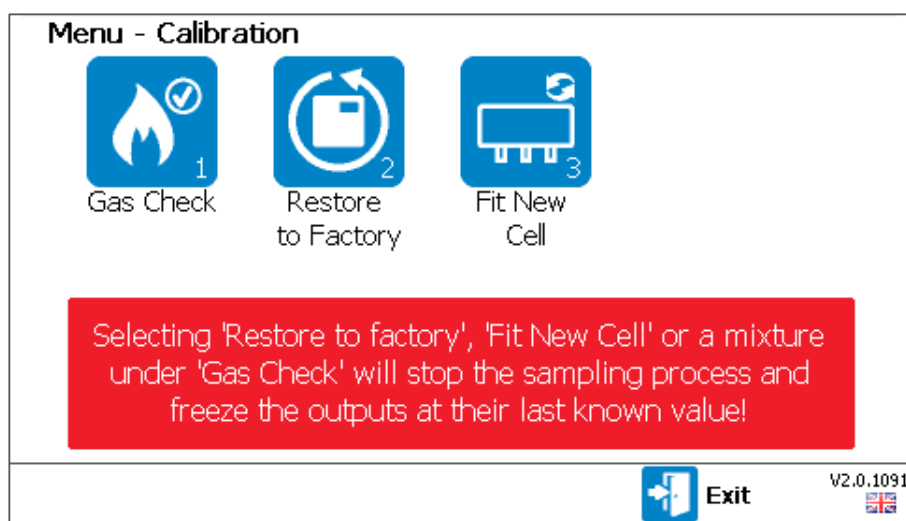 Menu - Calibration
1
2
3
Gas Check
Restore
to Factory
Fit New
Cell
Selecting 'Restore to factory', 'Fit New Cell' or a mixture
under 'Gas Check' will stop the sampling process and
freeze the outputs at their last known value!
Exit
V2.0.1091